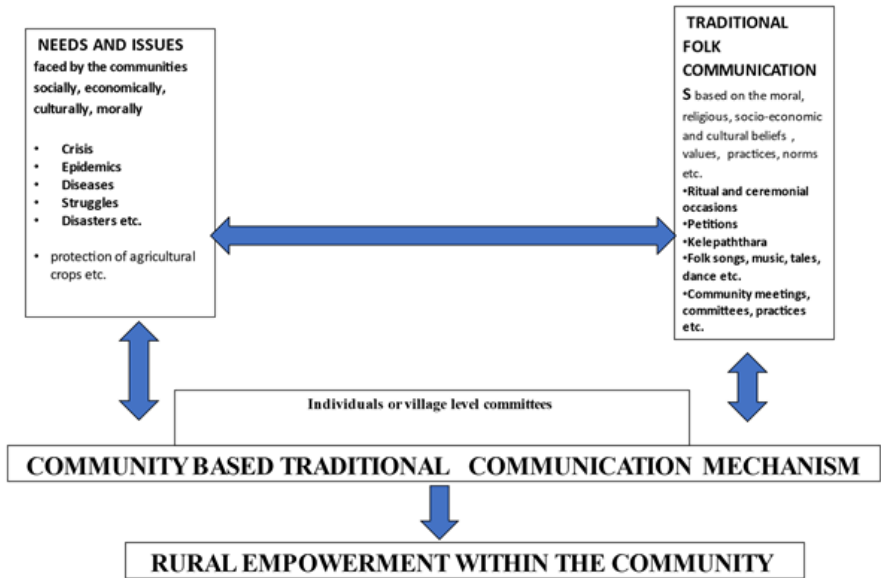 NEEDS AND ISSUES
faced by the communities
socially, economically,
culturally, morally
• Crisis
• Epidemics
• Diseases
• Struggles
• Disasters etc.
• protection of agricultural
crops etc.
TRADITIONAL
FOLK
COMMUNICATION
S based on the moral,
religious, socio-economic
and cultural beliefs ,
values, practices, norms
etc.
•Ritual and ceremonial
occasions
•Petitions
•Kelepaththara
•Folk songs, music, tales,
dance etc.
•Community meetings,
committees, practices
etc.
Individuals or village level committees
COMMUNITY BASED TRADITIONAL COMMUNICATION MECHANISM
RURAL EMPOWERMENT WITHIN THE COMMUNITY